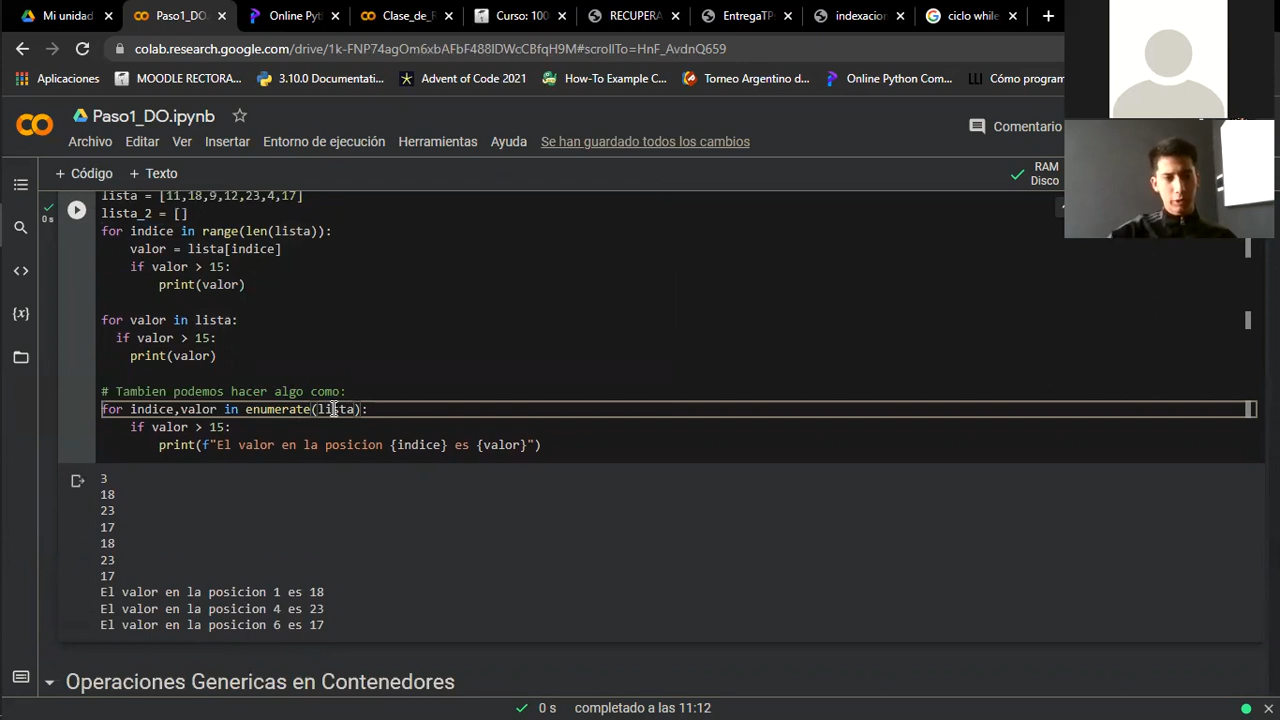 Mi unidad
Paso1_DO.
Online Pyt
Clase_de_F
Curso: 100
RECUPERA
EntregaTP
indexacion
ciclo while
colab.research.google.com/drive/1k-FNP74agOm6xbAFbF488IDWcCBfqH9M#scrollTo=HnF_AvdnQ659
Aplicaciones
MOODLE RECTORA...
3.10.0 Documentati...
Advent of Code 2021
How-To Example C...
Torneo Argentino d...
Online Python Com...
Cómo program
Paso1_DO.ipynb
Archivo Editar Ver Insertar Entorno de ejecución Herramientas Ayuda Se han guardado todos los cambios
Comentario
+ Código + Texto
RAM
Disco
lista = [11,18,9,12,23,4,17]
0 s
lista_2 = []
for indice in range(len(lista)):
valor = lista[indice]
if valor > 15:
print(valor)
for valor in lista:
if valor > 15:
print(valor)
# Tambien podemos hacer algo como:
for indice,valor in enumerate(lista):
if valor > 15:
print(f"El valor en la posicion {indice} es {valor}")
3
18
23
17
18
23
17
El valor en la posicion 1 es 18
El valor en la posicion 4 es 23
El valor en la posicion 6 es 17
Operaciones Genericas en Contenedores
0 s completado a las 11:12